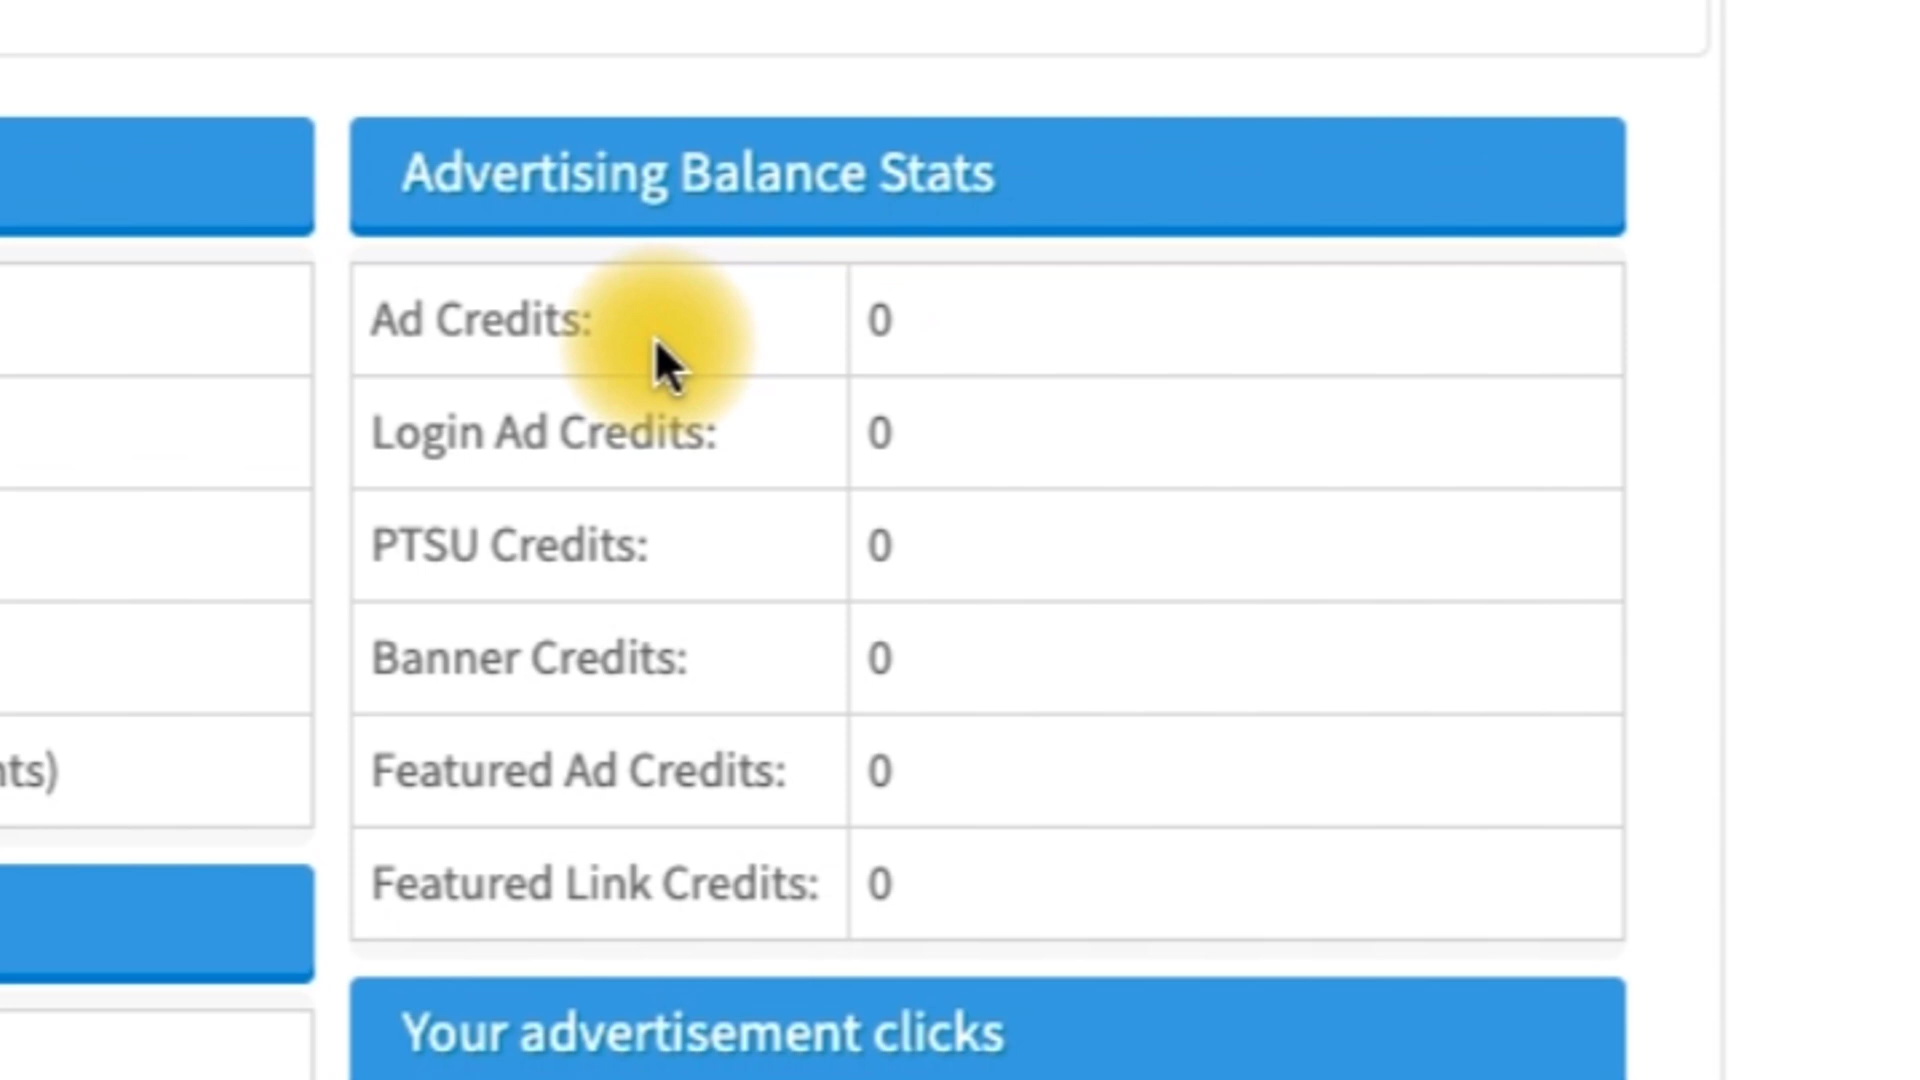 Advertising Balance Stats
Ad Credits: 0
Login Ad Credits: 0
PTSU Credits: 0
Banner Credits: 0
Featured Ad Credits: 0
Featured Link Credits: 0
Your advertisement clicks